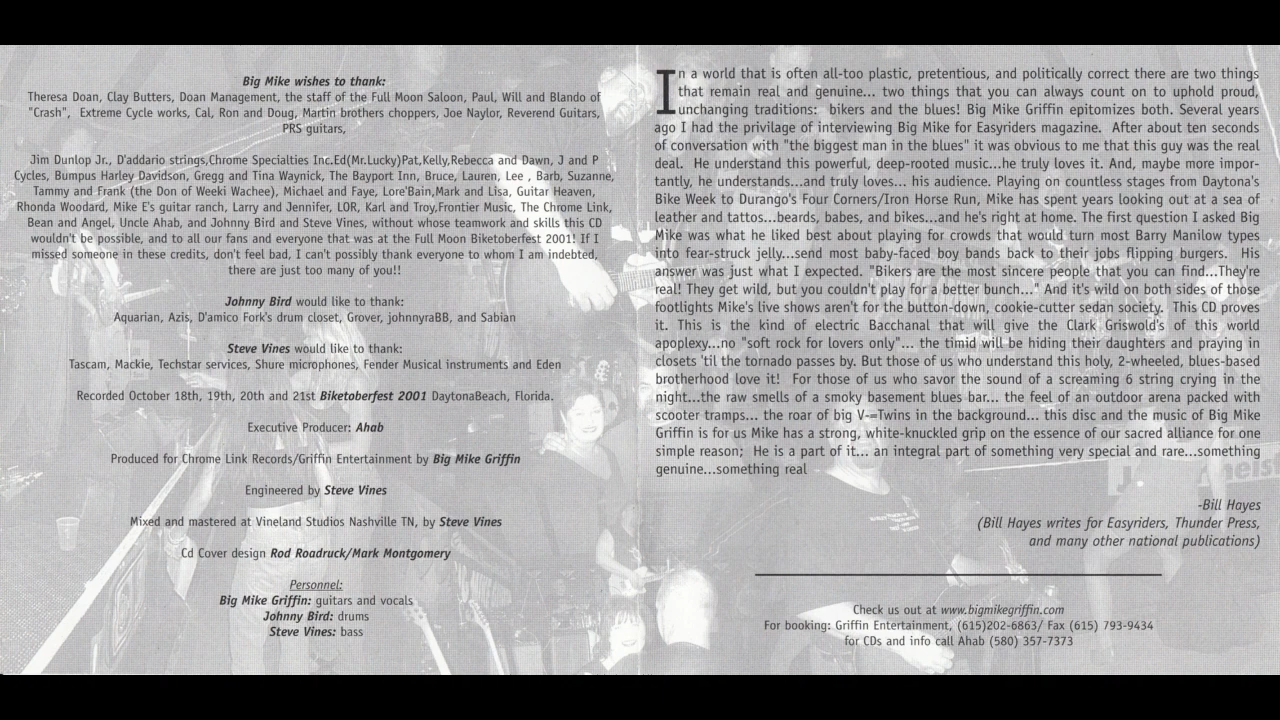 Big Mike wishes to thank:
Theresa Doan, Clay Butters, Doan Management, the staff of the Full Moon Saloon, Paul, Will and Blando of
"Crash",  Extreme Cycle works, Cal, Ron and Doug, Martin brothers choppers, Joe Naylor, Reverend Guitars,
PRS guitars,
Jim Dunlop Jr., D'addario strings,Chrome Specialties Inc.Ed(Mr.Lucky)Pat,Kelly,Rebecca and Dawn, J and P
Cycles, Bumpus Harley Davidson, Gregg and Tina Waynick, The Bayport Inn, Bruce, Lauren, Lee , Barb, Suzanne,
Tammy and Frank (the Don of Weeki Wachee), Michael and Faye, Lore'Bain,Mark and Lisa, Guitar Heaven,
Rhonda Woodard, Mike E's guitar ranch, Larry and Jennifer, LOR, Karl and Troy,Frontier Music, The Chrome Link,
Bean and Angel, Uncle Ahab, and Johnny Bird and Steve Vines, without whose teamwork and skills this CD
wouldn't be possible, and to all our fans and everyone that was at the Full Moon Biketoberfest 2001! If I
missed someone in these credits, don't feel bad, I can't possibly thank everyone to whom I am indebted,
there are just too many of you!!
Johnny Bird would like to thank:
Aquarian, Azis, D'amico Fork's drum closet, Grover, johnnyraBB, and Sabian
Steve Vines would like to thank:
Tascam, Mackie, Techstar services, Shure microphones, Fender Musical instruments and Eden
Recorded October 18th, 19th, 20th and 21st Biketoberfest 2001 DaytonaBeach, Florida.
Executive Producer: Ahab
Produced for Chrome Link Records/Griffin Entertainment by Big Mike Griffin
Engineered by Steve Vines
Mixed and mastered at Vineland Studios Nashville TN, by Steve Vines
Cd Cover design Rod Roadruck/Mark Montgomery
Personnel:
Big Mike Griffin: guitars and vocals
Johnny Bird: drums
Steve Vines: bass
In a world that is often all-too plastic, pretentious, and politically correct there are two things
that remain real and genuine... two things that you can always count on to uphold proud,
unchanging traditions:  bikers and the blues! Big Mike Griffin epitomizes both. Several years
ago I had the privilage of interviewing Big Mike for Easyriders magazine.  After about ten seconds
of conversation with "the biggest man in the blues" it was obvious to me that this guy was the real
deal.  He understand this powerful, deep-rooted music...he truly loves it. And, maybe more impor-
tantly, he understands...and truly loves... his audience. Playing on countless stages from Daytona's
Bike Week to Durango's Four Corners/Iron Horse Run, Mike has spent years looking out at a sea of
leather and tattos...beards, babes, and bikes...and he's right at home. The first question I asked Big
Mike was what he liked best about playing for crowds that would turn most Barry Manilow types
into fear-struck jelly...send most baby-faced boy bands back to their jobs flipping burgers.  His
answer was just what I expected. "Bikers are the most sincere people that you can find...They're
real! They get wild, but you couldn't play for a better bunch..." And it's wild on both sides of those
footlights Mike's live shows aren't for the button-down, cookie-cutter sedan society.  This CD proves
it. This is the kind of electric Bacchanal that will give the Clark Griswold's of this world
apoplexy...no "soft rock for lovers only"... the timid will be hiding their daughters and praying in
closets 'til the tornado passes by. But those of us who understand this holy, 2-wheeled, blues-based
brotherhood love it!  For those of us who savor the sound of a screaming 6 string crying in the
night...the raw smells of a smoky basement blues bar... the feel of an outdoor arena packed with
scooter tramps... the roar of big V-=Twins in the background... this disc and the music of Big Mike
Griffin is for us Mike has a strong, white-knuckled grip on the essence of our sacred alliance for one
simple reason;  He is a part of it... an integral part of something very special and rare...something
genuine...something real
-Bill Hayes
(Bill Hayes writes for Easyriders, Thunder Press,
and many other national publications)
Check us out at www.bigmikegriffin.com
For booking: Griffin Entertainment, (615)202-6863/ Fax (615) 793-9434
for CDs and info call Ahab (580) 357-7373